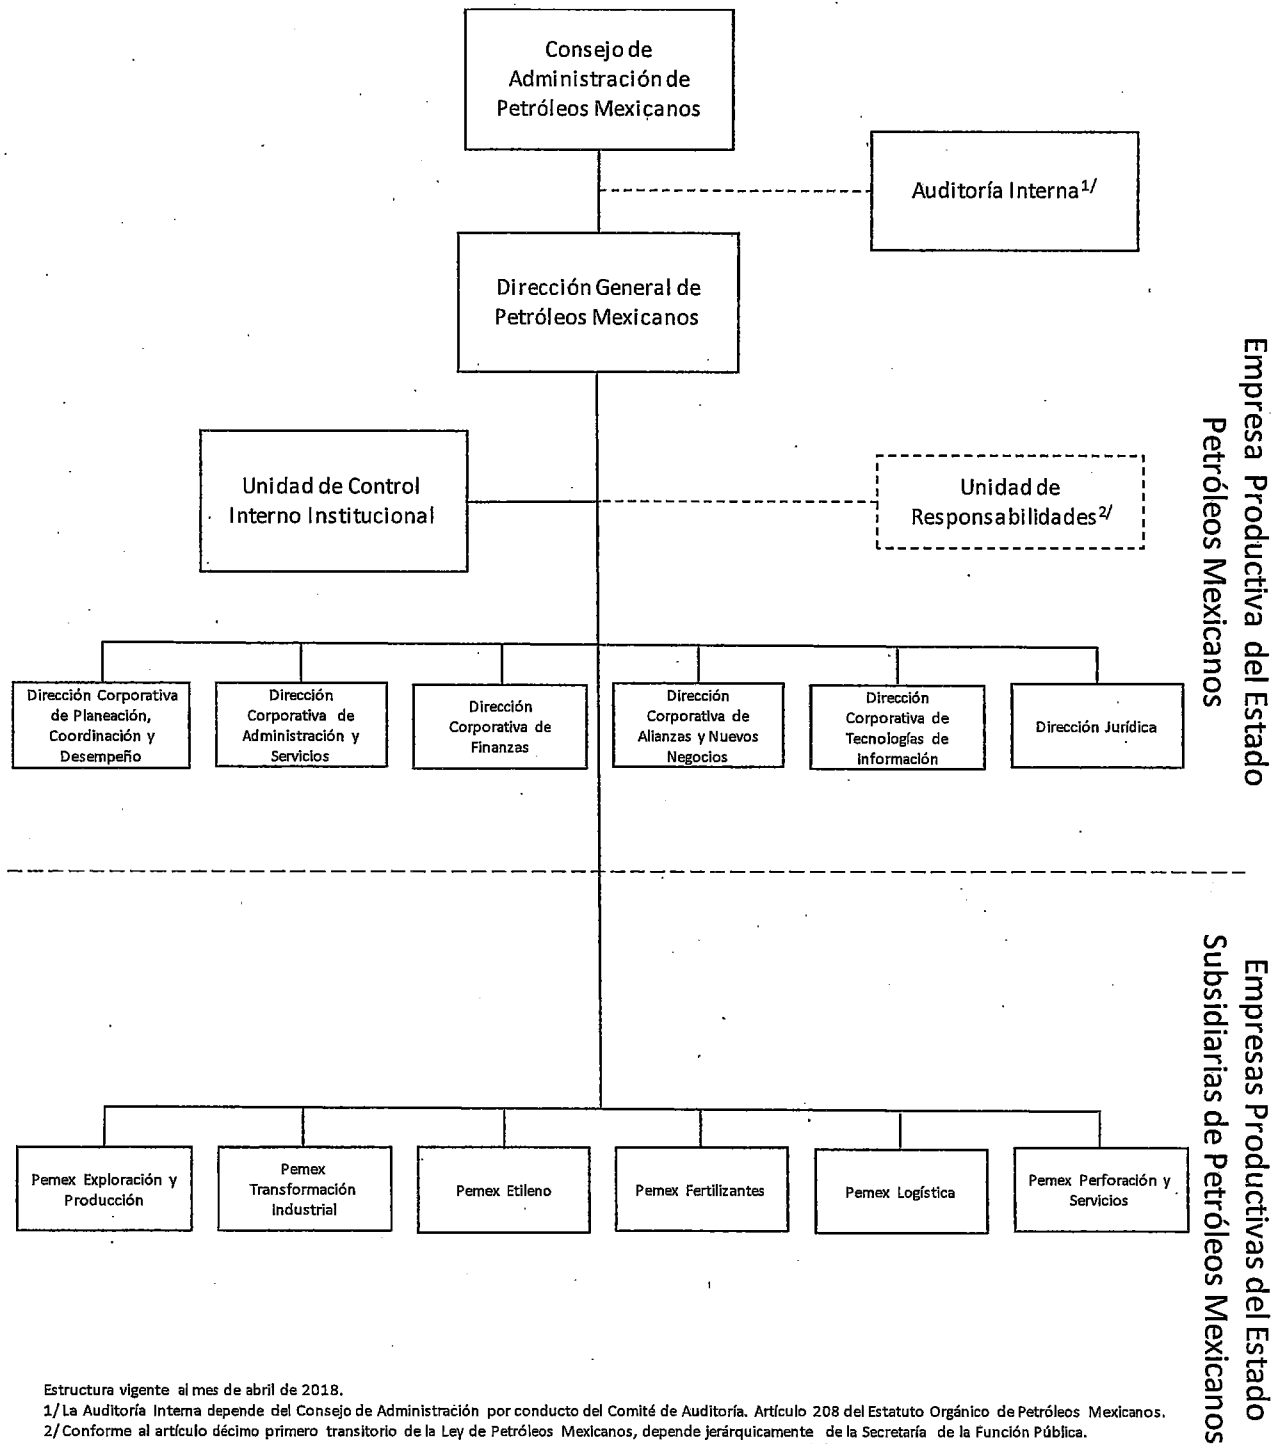 Consejo de
Administración de
Petróleos Mexicanos
Auditoría Interna1/
Dirección General de
Petróleos Mexicanos
Unidad de Control
Interno Institucional
Unidad de
Responsabilidades2/
Empresa Productiva del Estado
Petróleos Mexicanos
Dirección Corporativa
de Planeación,
Coordinación y
Desempeño
Dirección
Corporativa de
Administración y
Servicios
Dirección
Corporativa de
Finanzas
Dirección
Corporativa de
Alianzas y Nuevos
Negocios
Dirección
Corporativa de
Tecnologías de
Información
Dirección Jurídica
Empresas Productivas del Estado
Subsidiarias de Petróleos Mexicanos
Pemex Exploración y
Producción
Pemex
Transformación
Industrial
Pemex Etileno
Pemex Fertilizantes
Pemex Logística
Pemex Perforación y
Servicios
Estructura vigente al mes de abril de 2018.
1/ La Auditoría Interna depende del Consejo de Administración por conducto del Comité de Auditoría. Artículo 208 del Estatuto Orgánico de Petróleos Mexicanos.
2/ Conforme al artículo décimo primero transitorio de la Ley de Petróleos Mexicanos, depende jerárquicamente de la Secretaría de la Función Pública.